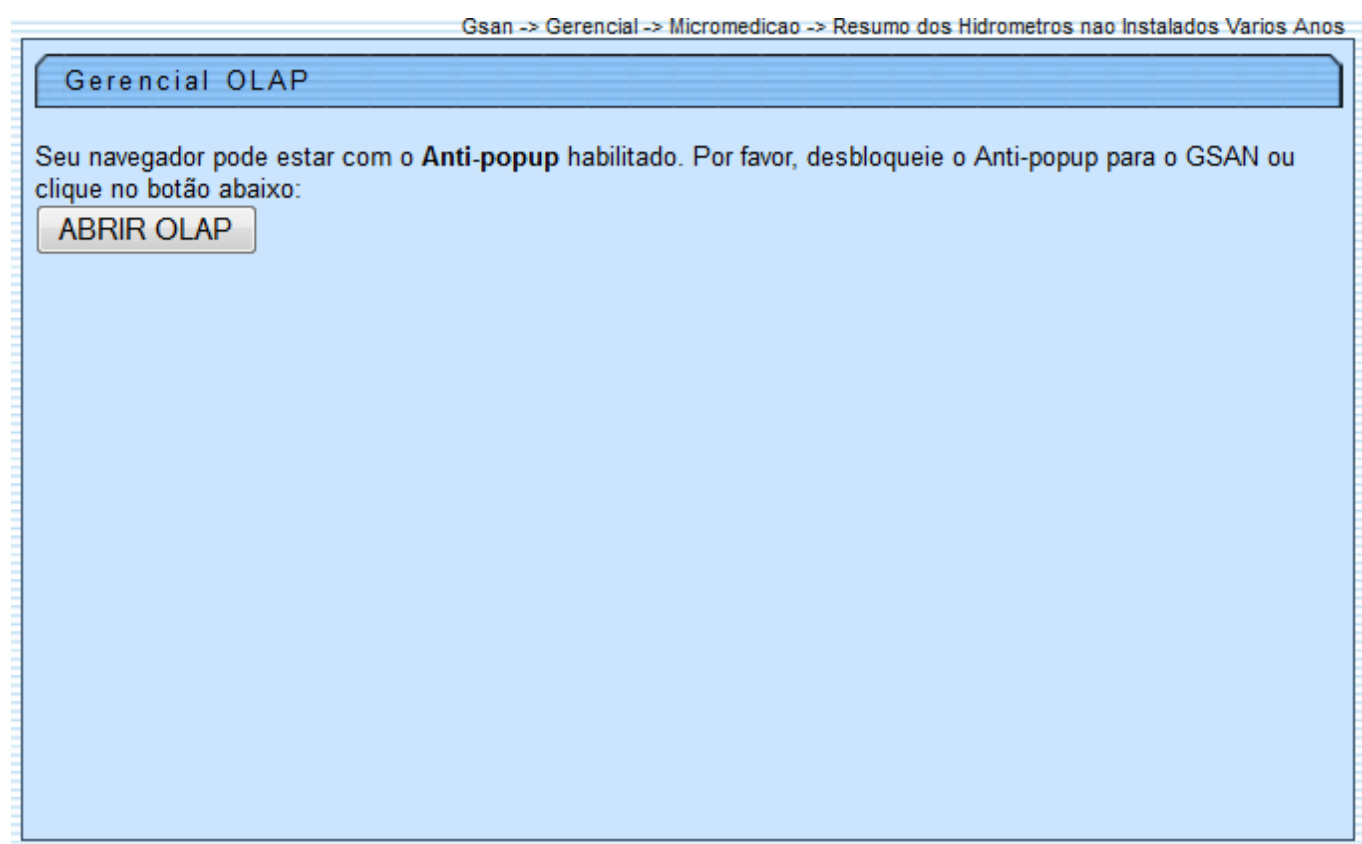 Gsan -> Gerencial -> Micromedicao -> Resumo dos Hidrometros nao Instalados Varios Anos
Gerencial OLAP
Seu navegador pode estar com o Anti-popup habilitado. Por favor, desbloqueie o Anti-popup para o GSAN ou
clique no botão abaixo:
ABRIR OLAP